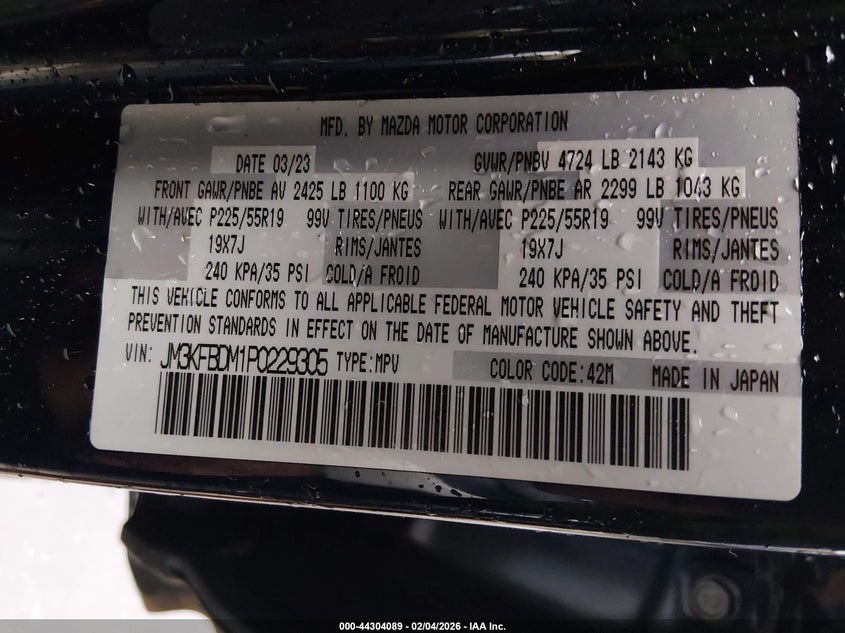 MFD. BY MAZDA MOTOR CORPORATION
DATE 03/23 GVWR/PNBV 4724 LB 2143 KG
FRONT GAWR/PNBE AV 2425 LB 1100 KG REAR GAWR/PNBE AR 2299 LB 1043 KG
WITH/AVEC P225/55R19 99V TIRES/PNEUS WITH/AVEC P225/55R19 99V TIRES/PNEUS
19X7J RIMS/JANTES 19X7J RIMS/JANTES
240 KPA/35 PSI COLD/A FROID 240 KPA/35 PSI COLD/A FROID
THIS VEHICLE CONFORMS TO ALL APPLICABLE FEDERAL MOTOR VEHICLE SAFETY AND THEFT
PREVENTION STANDARDS IN EFFECT ON THE DATE OF MANUFACTURE SHOWN ABOVE.
VIN: JM3KFBDM1P0229305 TYPE:MPV COLOR CODE:42M MADE IN JAPAN
000-44304089 - 02/04/2026 - IAA Inc.